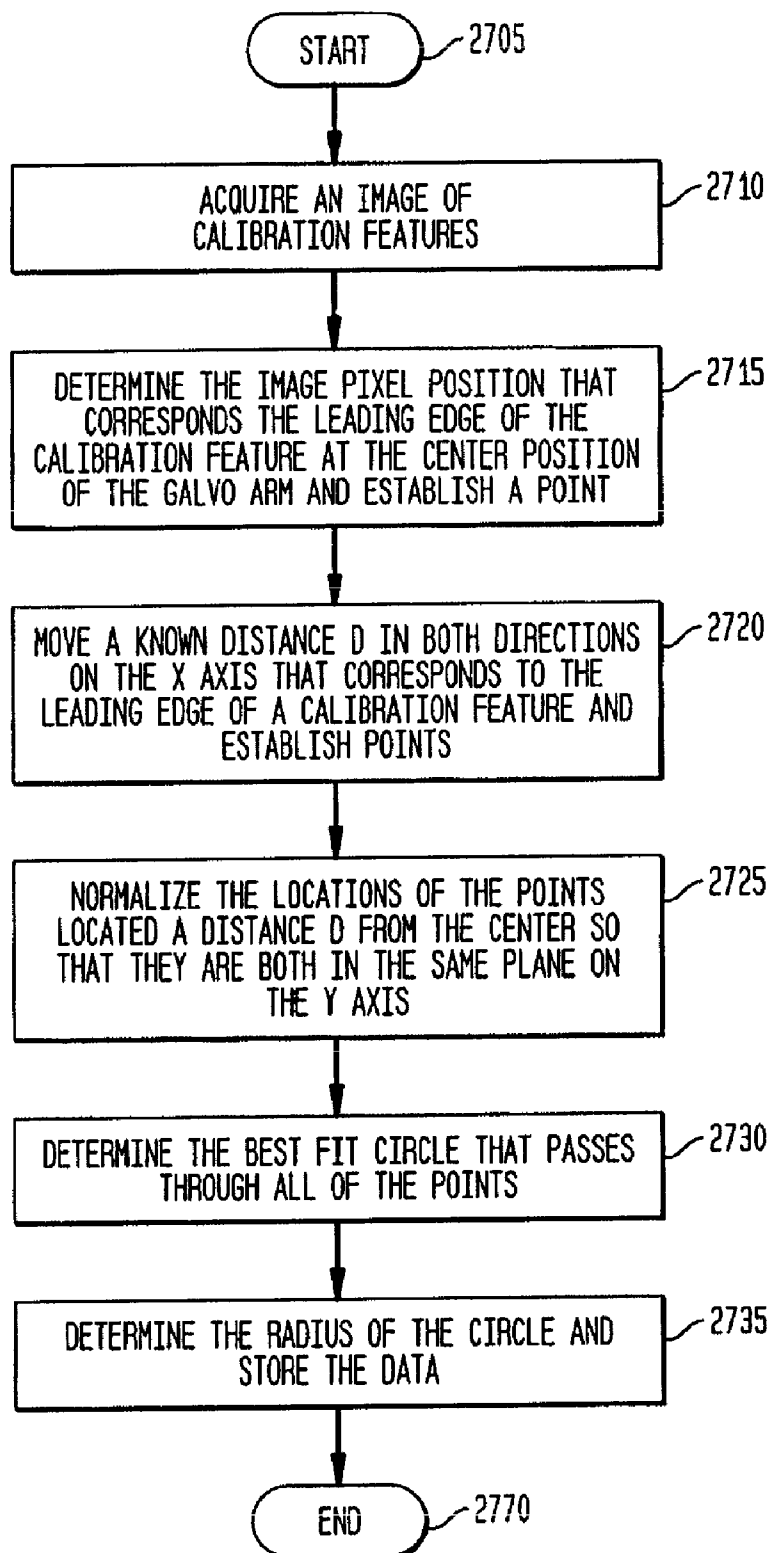 START
2705
ACQUIRE AN IMAGE OF
CALIBRATION FEATURES
2710
DETERMINE THE IMAGE PIXEL POSITION THAT
CORRESPONDS THE LEADING EDGE OF THE
CALIBRATION FEATURE AT THE CENTER POSITION
OF THE GALVO ARM AND ESTABLISH A POINT
2715
MOVE A KNOWN DISTANCE D IN BOTH DIRECTIONS
ON THE X AXIS THAT CORRESPONDS TO THE
LEADING EDGE OF A CALIBRATION FEATURE AND
ESTABLISH POINTS
2720
NORMALIZE THE LOCATIONS OF THE POINTS
LOCATED A DISTANCE D FROM THE CENTER SO
THAT THEY ARE BOTH IN THE SAME PLANE ON
THE Y AXIS
2725
DETERMINE THE BEST FIT CIRCLE THAT PASSES
THROUGH ALL OF THE POINTS
2730
DETERMINE THE RADIUS OF THE CIRCLE AND
STORE THE DATA
2735
END
2770